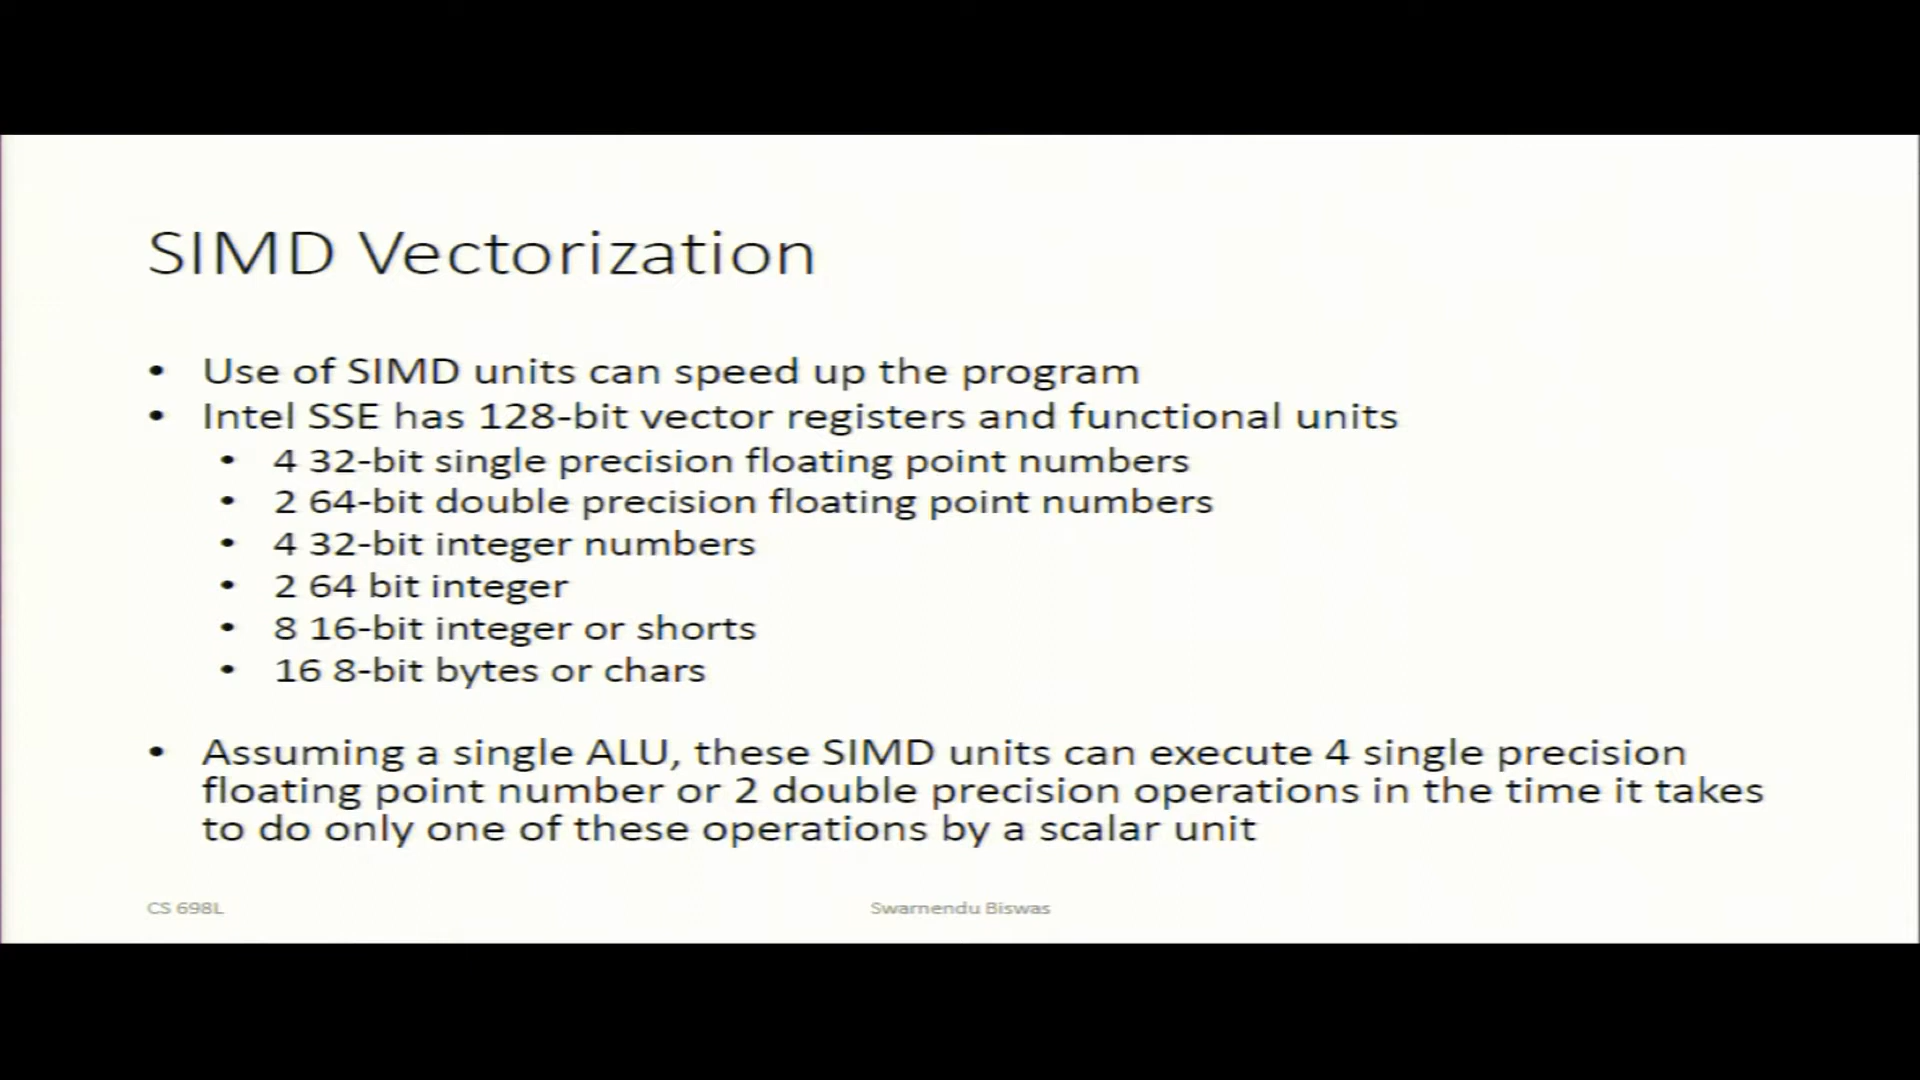 SIMD Vectorization
• Use of SIMD units can speed up the program
• Intel SSE has 128-bit vector registers and functional units
• 4 32-bit single precision floating point numbers
• 2 64-bit double precision floating point numbers
• 4 32-bit integer numbers
• 2 64 bit integer
• 8 16-bit integer or shorts
• 16 8-bit bytes or chars
• Assuming a single ALU, these SIMD units can execute 4 single precision
floating point number or 2 double precision operations in the time it takes
to do only one of these operations by a scalar unit
CS 698L
Swarnendu Biswas